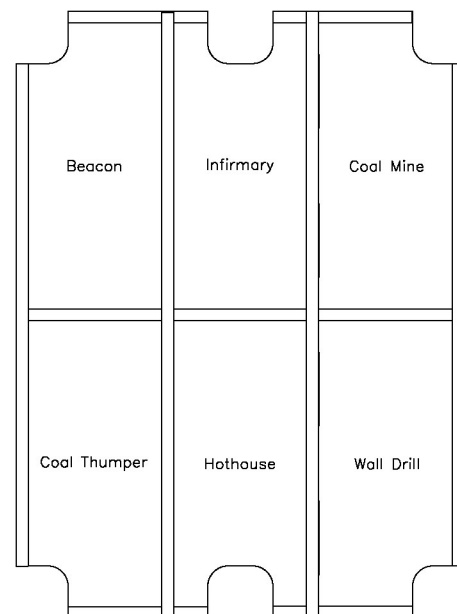 Beacon
Infirmary
Coal Mine
Coal Thumper
Hothouse
Wall Drill